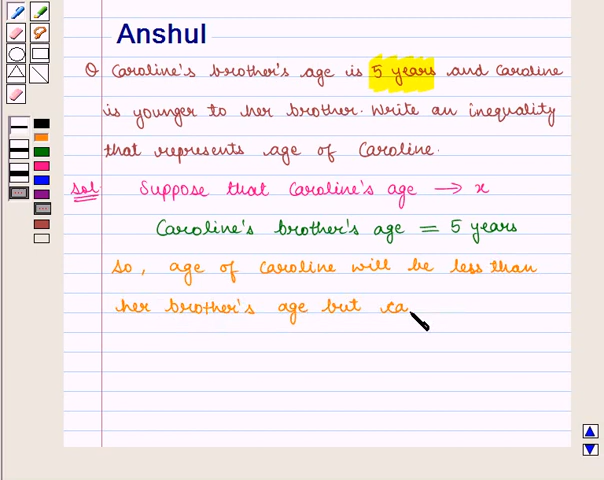 Anshul
Q Caroline's brother's age is 5 years and Caroline
is younger to her brother. Write an inequality
that represents age of Caroline.
Sol Suppose that Caroline's age → x
Caroline's brother's age = 5 years
So, age of Caroline will be less than
her brother's age but ca